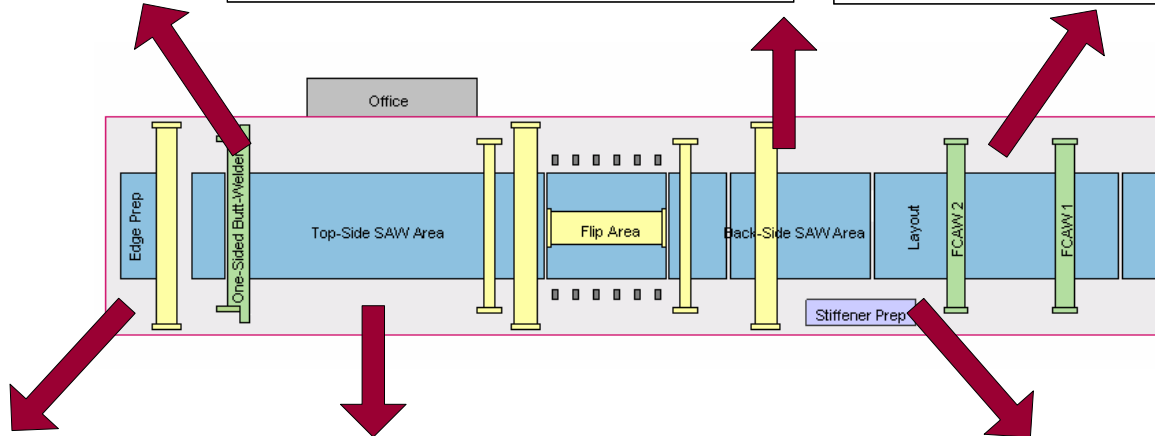 Office
Edge Prep
One-Sided Butt-Welder
Top-Side SAW Area
Flip Area
Back-Side SAW Area
Layout
FCAW 2
FCAW 1
Stiffener Prep